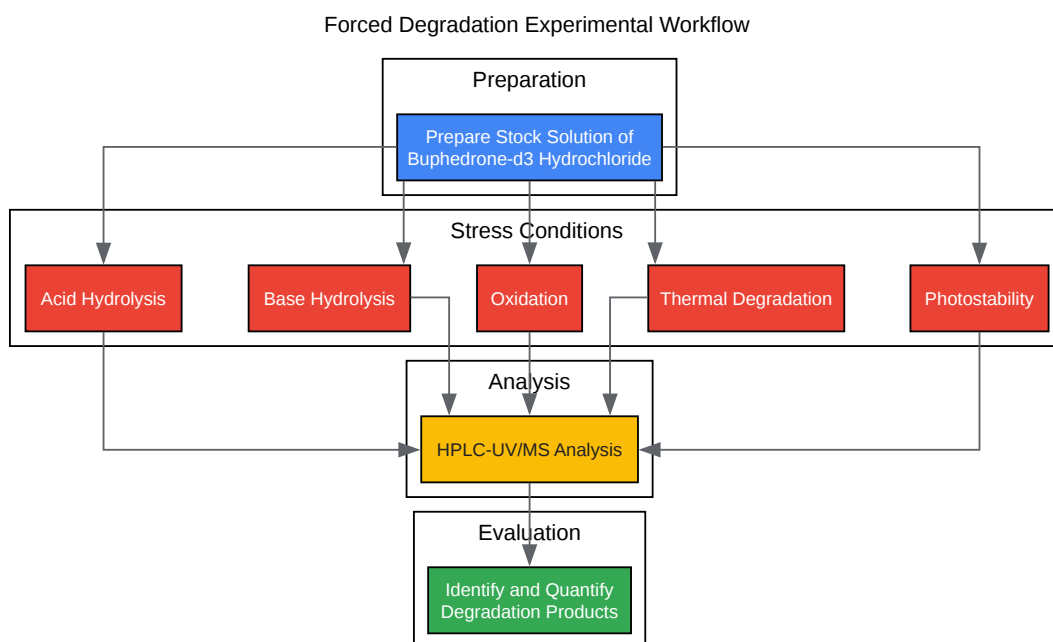 Forced Degradation Experimental Workflow
Preparation
Prepare Stock Solution of
Buphedrone-d3 Hydrochloride
Stress Conditions
Acid Hydrolysis
Base Hydrolysis
Oxidation
Thermal Degradation
Photostability
Analysis
HPLC-UV/MS Analysis
Evaluation
Identify and Quantify
Degradation Products